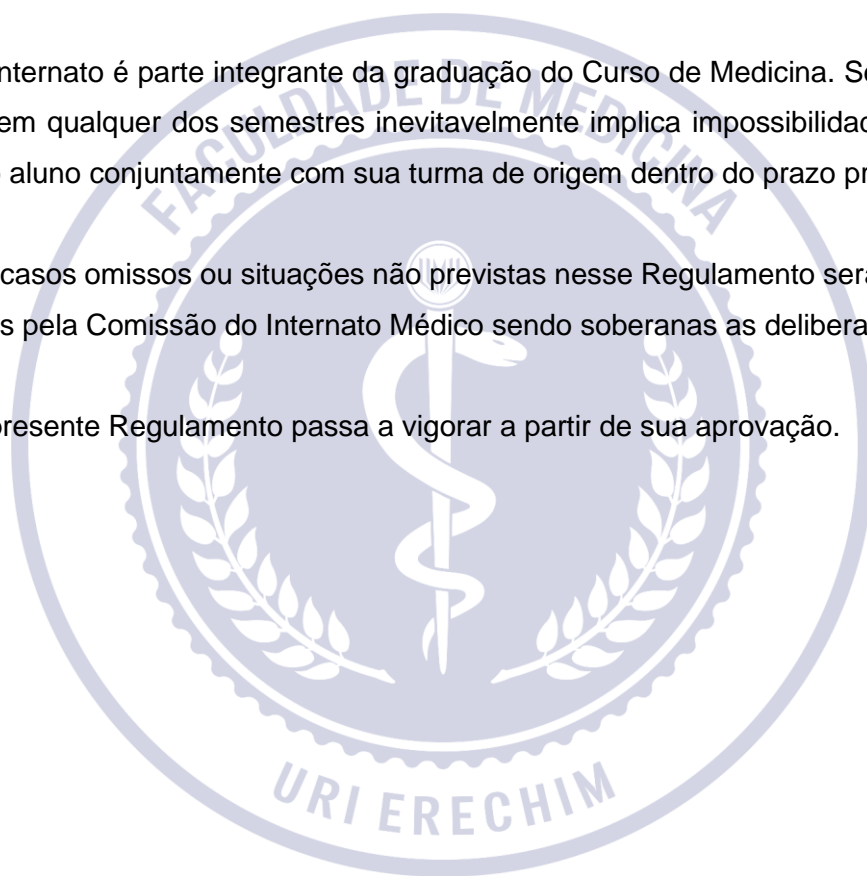 nternato é parte integrante da graduação do Curso de Medicina. Se
em qualquer dos semestres inevitavelmente implica impossibilidad
aluno conjuntamente com sua turma de origem dentro do prazo pr
casos omissos ou situações não previstas nesse Regulamento será
s pela Comissão do Internato Médico sendo soberanas as delibera
presente Regulamento passa a vigorar a partir de sua aprovação.
FACULDADE DE MEDICINA
URI ERECHIM